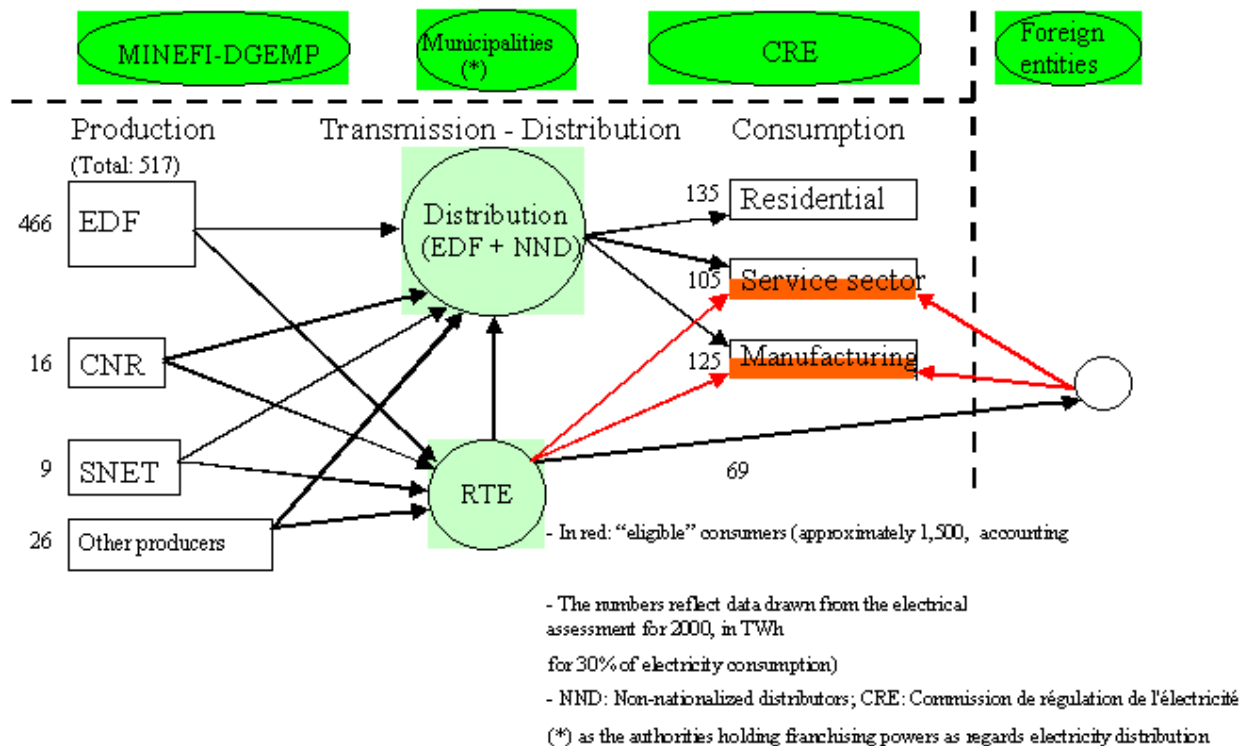 MINEFI-DGEMP
Municipalities
(*)
CRE
Foreign
entities
Production
Transmission - Distribution
Consumption
(Total: 517)
466
EDF
Distribution
(EDF + NND)
135
Residential
105
Service sector
16
CNR
125
Manufacturing
9
SNET
RTE
69
26
Other producers
- In red: “eligible” consumers (approximately 1,500, accounting
- The numbers reflect data drawn from the electrical
assessment for 2000, in TWh
for 30% of electricity consumption)
- NND: Non-nationalized distributors; CRE: Commission de régulation de l'électricité
(*) as the authorities holding franchising powers as regards electricity distribution